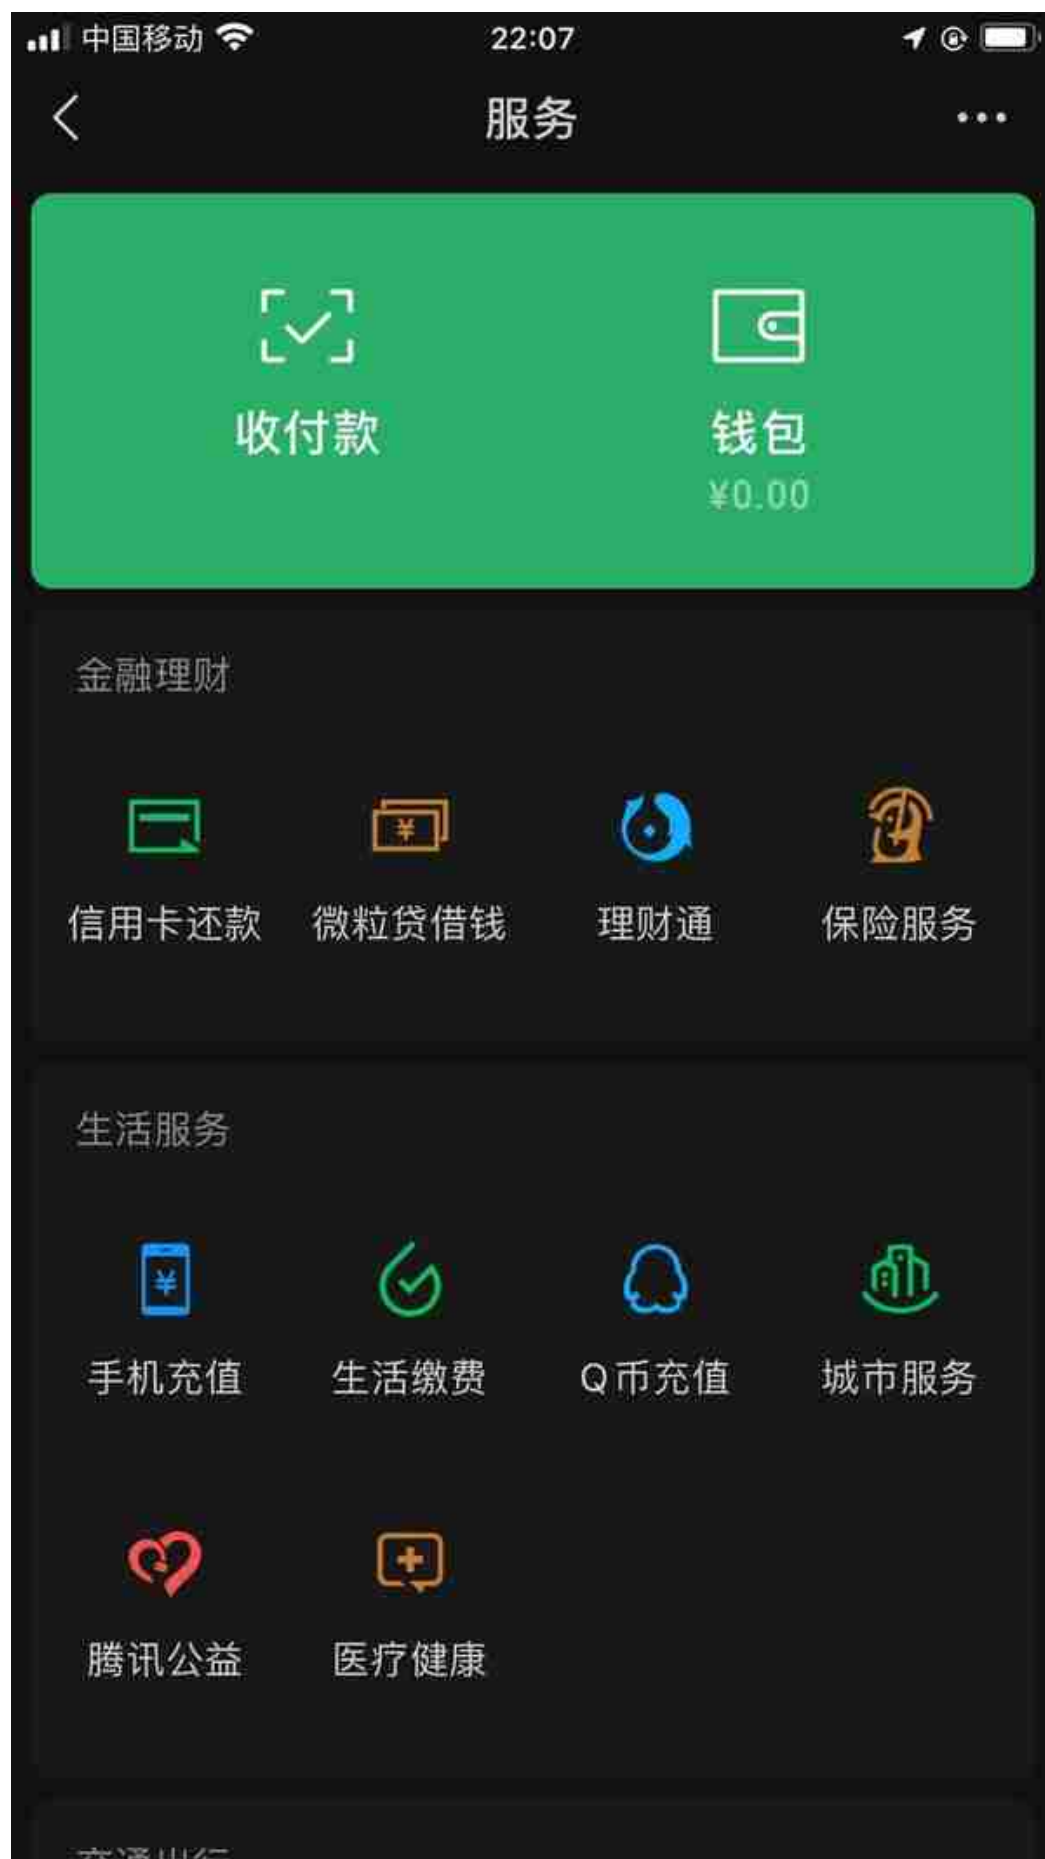 中国移动 22:07
服务
收付款 钱包
¥0.00
金融理财
信用卡还款 微粒贷借钱 理财通 保险服务
生活服务
手机充值 生活缴费 Q币充值 城市服务
腾讯公益 医疗健康